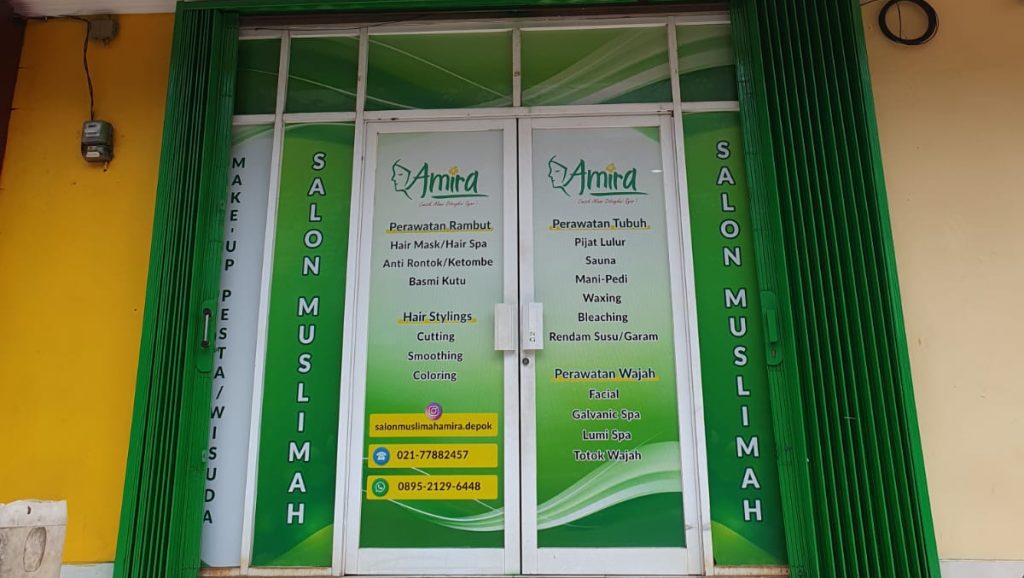 MAKE'UP PESTA/WISUDA
SALON MUSLIMAH
Amira
Perawatan Rambut
Hair Mask/Hair Spa
Anti Rontok/Ketombe
Basmi Kutu
Hair Stylings
Cutting
Smoothing
Coloring
salonmuslimahamira.depok
021-77882457
0895-2129-6448
Amira
Perawatan Tubuh
Pijat Lulur
Sauna
Mani-Pedi
Waxing
Bleaching
Rendam Susu/Garam
Perawatan Wajah
Facial
Galvanic Spa
Lumi Spa
Totok Wajah
SALON MUSLIMAH